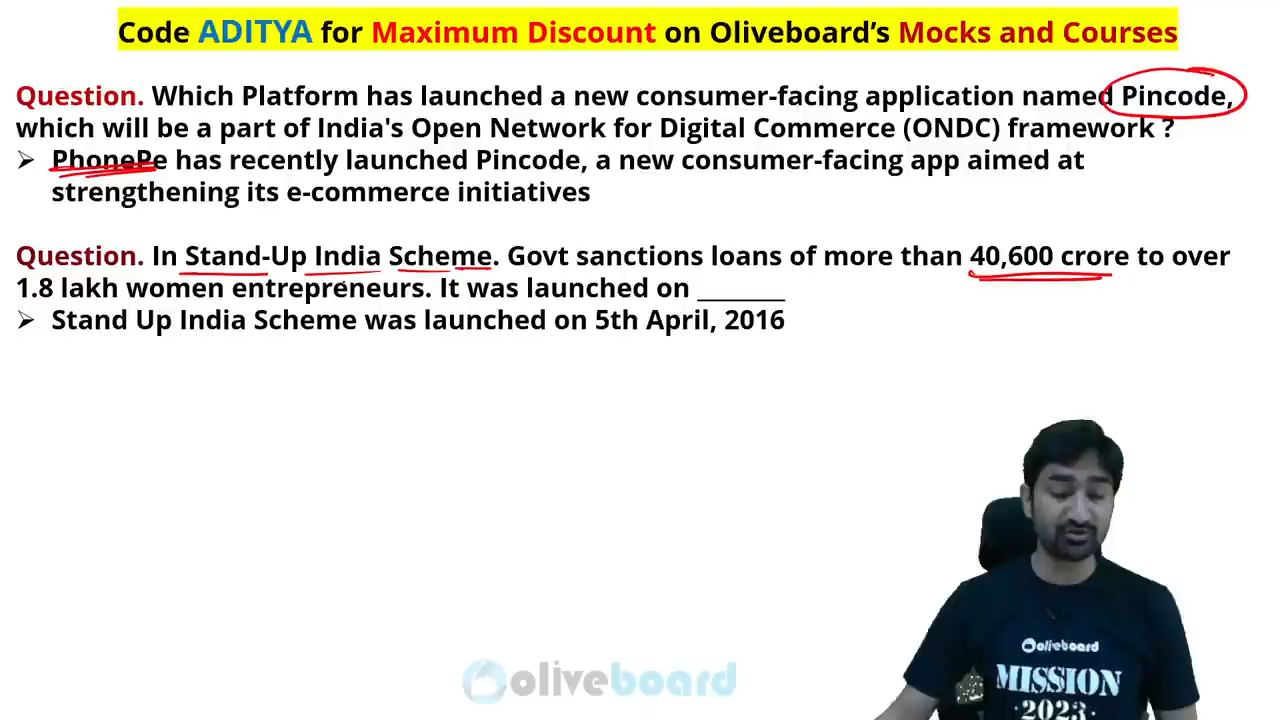 Code ADITYA for Maximum Discount on Oliveboard’s Mocks and Courses
Question. Which Platform has launched a new consumer-facing application named Pincode,
which will be a part of India's Open Network for Digital Commerce (ONDC) framework ?
➢ PhonePe has recently launched Pincode, a new consumer-facing app aimed at
strengthening its e-commerce initiatives
Question. In Stand-Up India Scheme. Govt sanctions loans of more than 40,600 crore to over
1.8 lakh women entrepreneurs. It was launched on _______
➢ Stand Up India Scheme was launched on 5th April, 2016
oliveboard
MISSION
·2023·
oliveboard